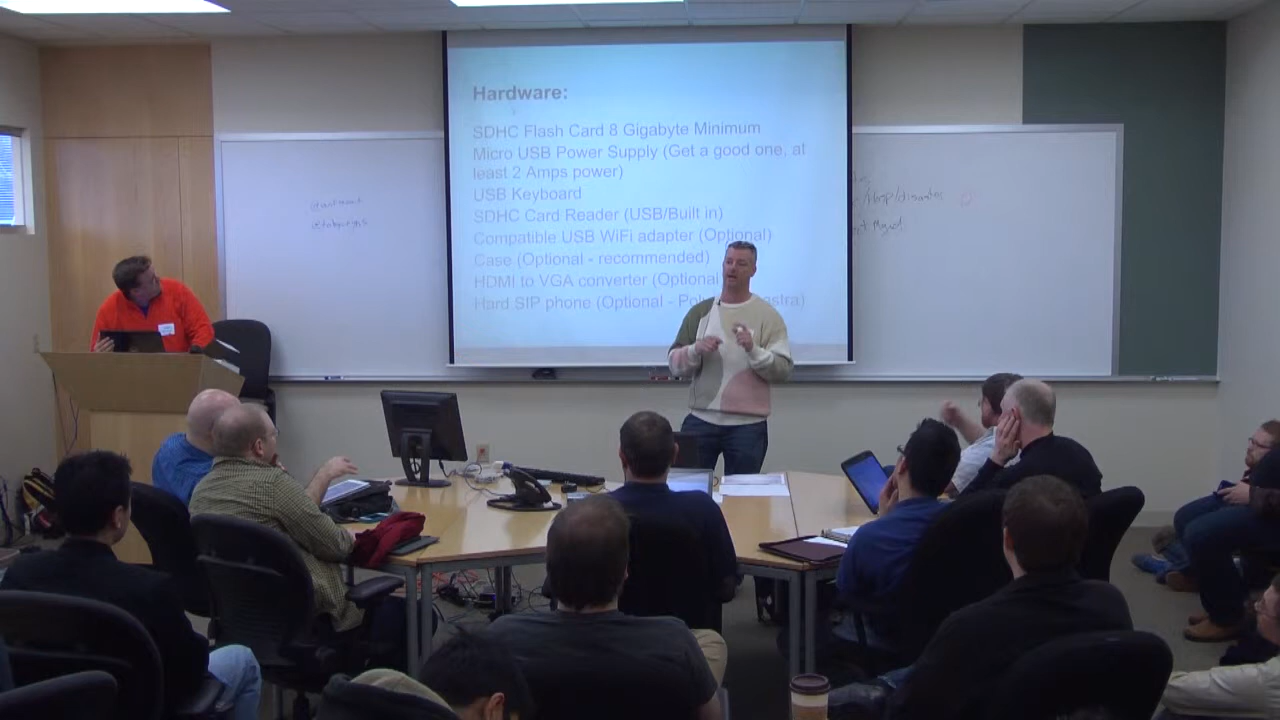 Hardware:
SDHC Flash Card 8 Gigabyte Minimum
Micro USB Power Supply (Get a good one, at
least 2 Amps power)
USB Keyboard
SDHC Card Reader (USB/Built in)
Compatible USB WiFi adapter (Optional)
Case (Optional - recommended)
HDMI to VGA converter (Optional
Hard SIP phone (Optional -